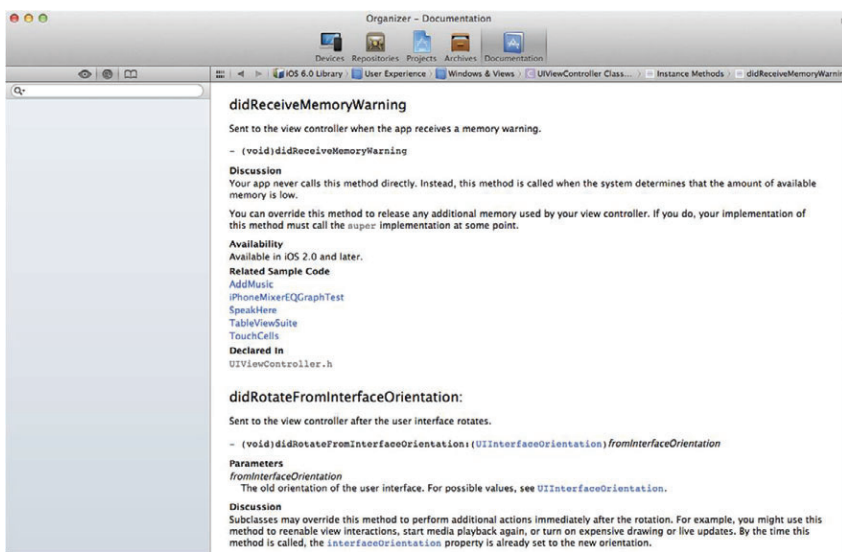 Organizer – Documentation
Devices Repositories Projects Archives Documentation
iOS 6.0 Library User Experience Windows & Views UIViewController Class... Instance Methods didReceiveMemoryWarnin
didReceiveMemoryWarning
Sent to the view controller when the app receives a memory warning.
- (void)didReceiveMemoryWarning
Discussion
Your app never calls this method directly. Instead, this method is called when the system determines that the amount of available
memory is low.
You can override this method to release any additional memory used by your view controller. If you do, your implementation of
this method must call the super implementation at some point.
Availability
Available in iOS 2.0 and later.
Related Sample Code
AddMusic
iPhoneMixerEQGraphTest
SpeakHere
TableViewSuite
TouchCells
Declared In
UIViewController.h
didRotateFromInterfaceOrientation:
Sent to the view controller after the user interface rotates.
- (void)didRotateFromInterfaceOrientation:(UIInterfaceOrientation)fromInterfaceOrientation
Parameters
fromInterfaceOrientation
The old orientation of the user interface. For possible values, see UIInterfaceOrientation.
Discussion
Subclasses may override this method to perform additional actions immediately after the rotation. For example, you might use this
method to reenable view interactions, start media playback again, or turn on expensive drawing or live updates. By the time this
method is called, the interfaceOrientation property is already set to the new orientation.